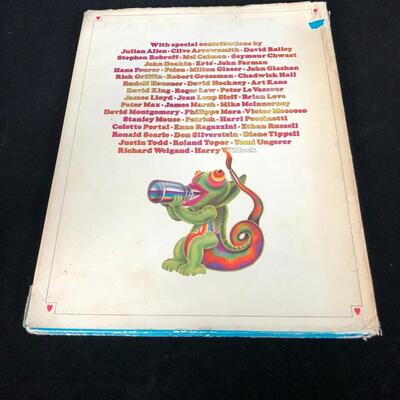 With special contributions by
Julian Allen · Clive Arrowsmith · David Bailey
Stephen Bobroff · Mel Calman · Seymour Chwast
John Deakin · Erté · John Farman
Hans Feurer · Folon · Milton Glaser · John Glashan
Rick Griffin · Robert Grossman · Chadwick Hall
Rudolf Hausner · David Hockney · Art Kane
David King · Roger Law · Peter Le Vasseur
James Lloyd · Jean Loup Sieff · Brian Love
Peter Max · James Marsh · Mike McInnerney
David Montgomery · Philippe Mora · Victor Moscoso
Stanley Mouse · Patrick · Harri Peccinotti
Colette Portal · Enno Ragazzini · Ethan Russell
Ronald Searle · Don Silverstein · Diane Tippell
Justin Todd · Roland Topor · Tomi Ungerer
Richard Weigand · Harry Willock